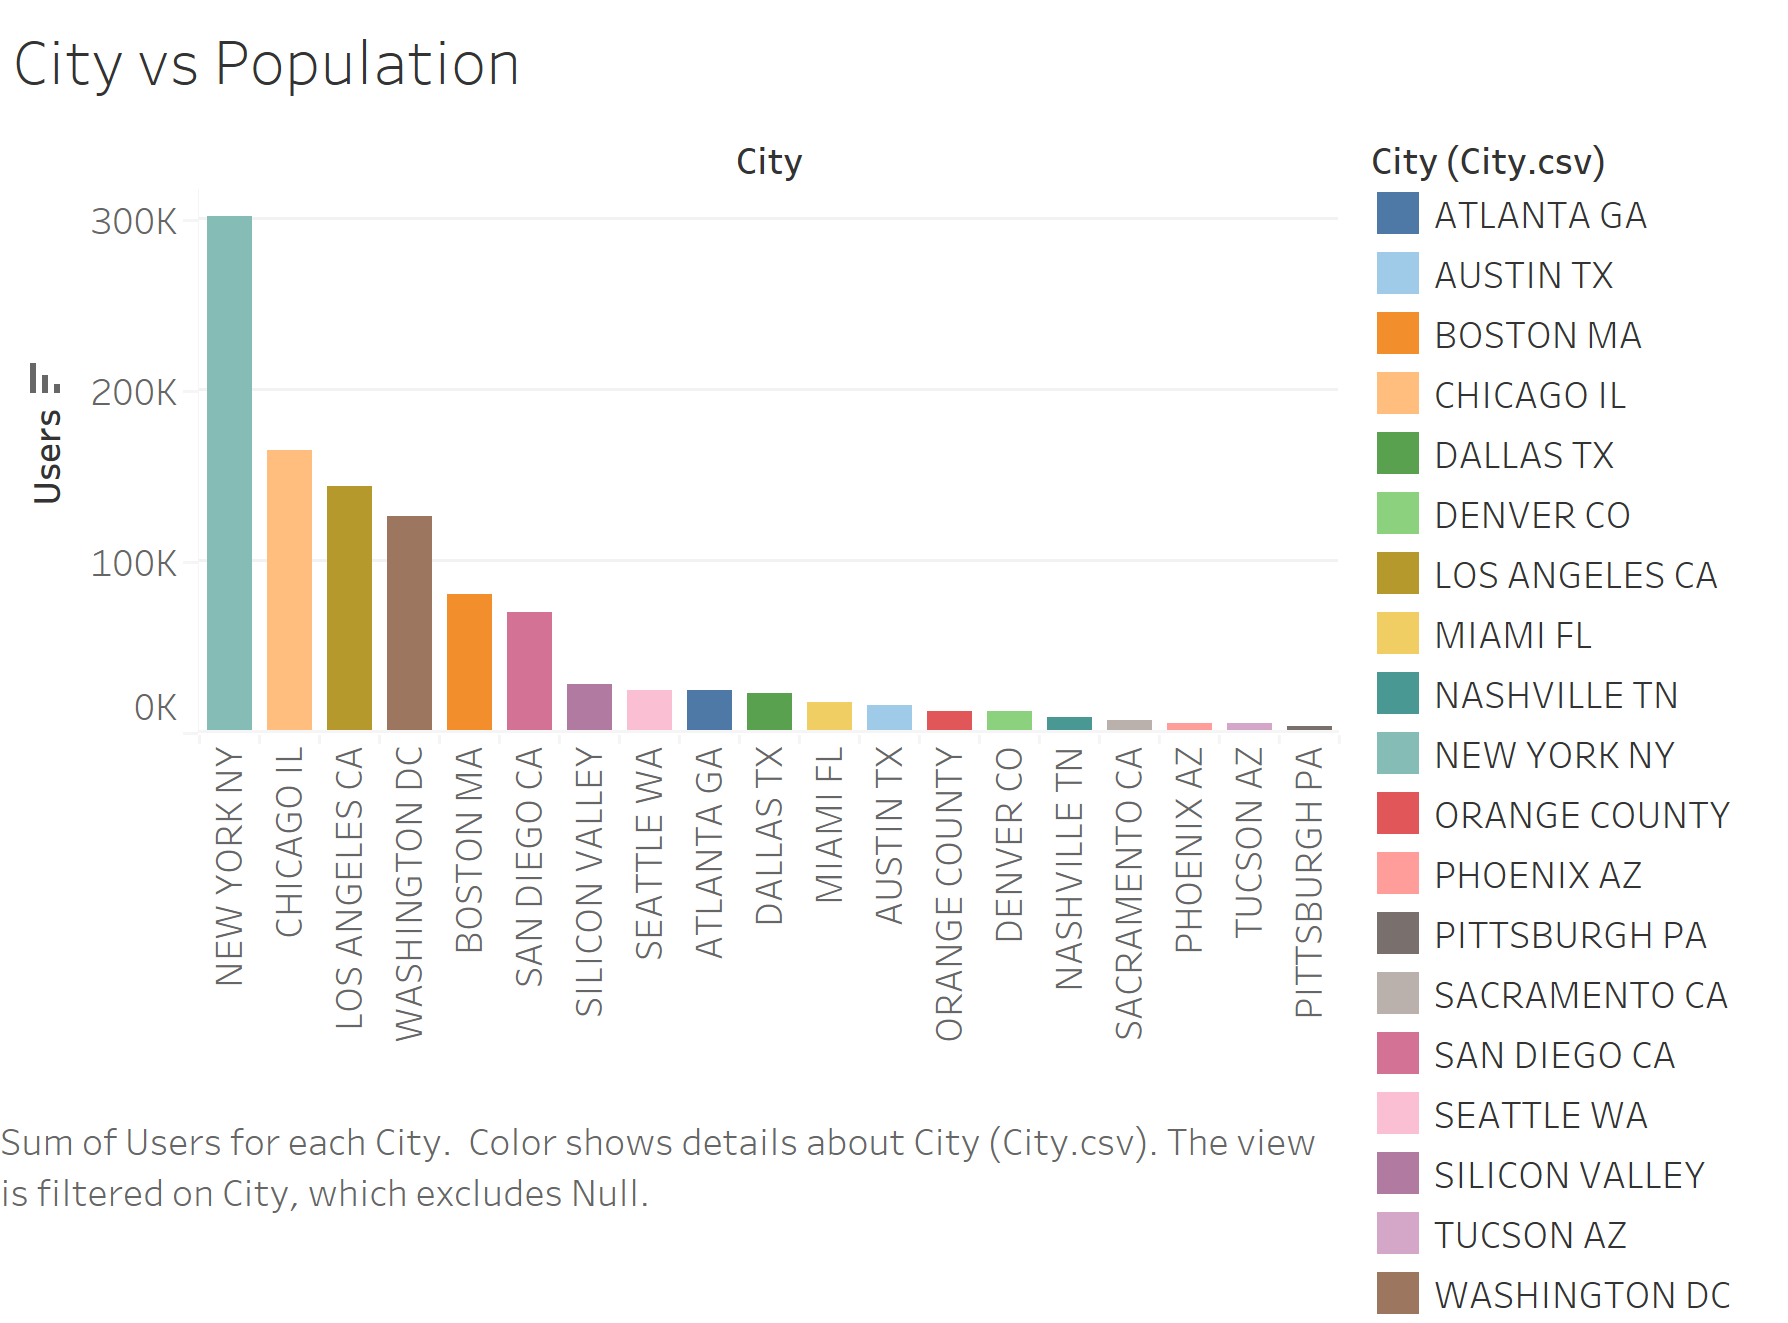 City vs Population
City
300K
200K
100K
0K
Users
NEW YORK NY
CHICAGO IL
LOS ANGELES CA
WASHINGTON DC
BOSTON MA
SAN DIEGO CA
SILICON VALLEY
SEATTLE WA
ATLANTA GA
DALLAS TX
MIAMI FL
AUSTIN TX
ORANGE COUNTY
DENVER CO
NASHVILLE TN
SACRAMENTO CA
PHOENIX AZ
TUCSON AZ
PITTSBURGH PA
City (City.csv)
ATLANTA GA
AUSTIN TX
BOSTON MA
CHICAGO IL
DALLAS TX
DENVER CO
LOS ANGELES CA
MIAMI FL
NASHVILLE TN
NEW YORK NY
ORANGE COUNTY
PHOENIX AZ
PITTSBURGH PA
SACRAMENTO CA
SAN DIEGO CA
SEATTLE WA
SILICON VALLEY
TUCSON AZ
WASHINGTON DC
Sum of Users for each City.  Color shows details about City (City.csv). The view
is filtered on City, which excludes Null.